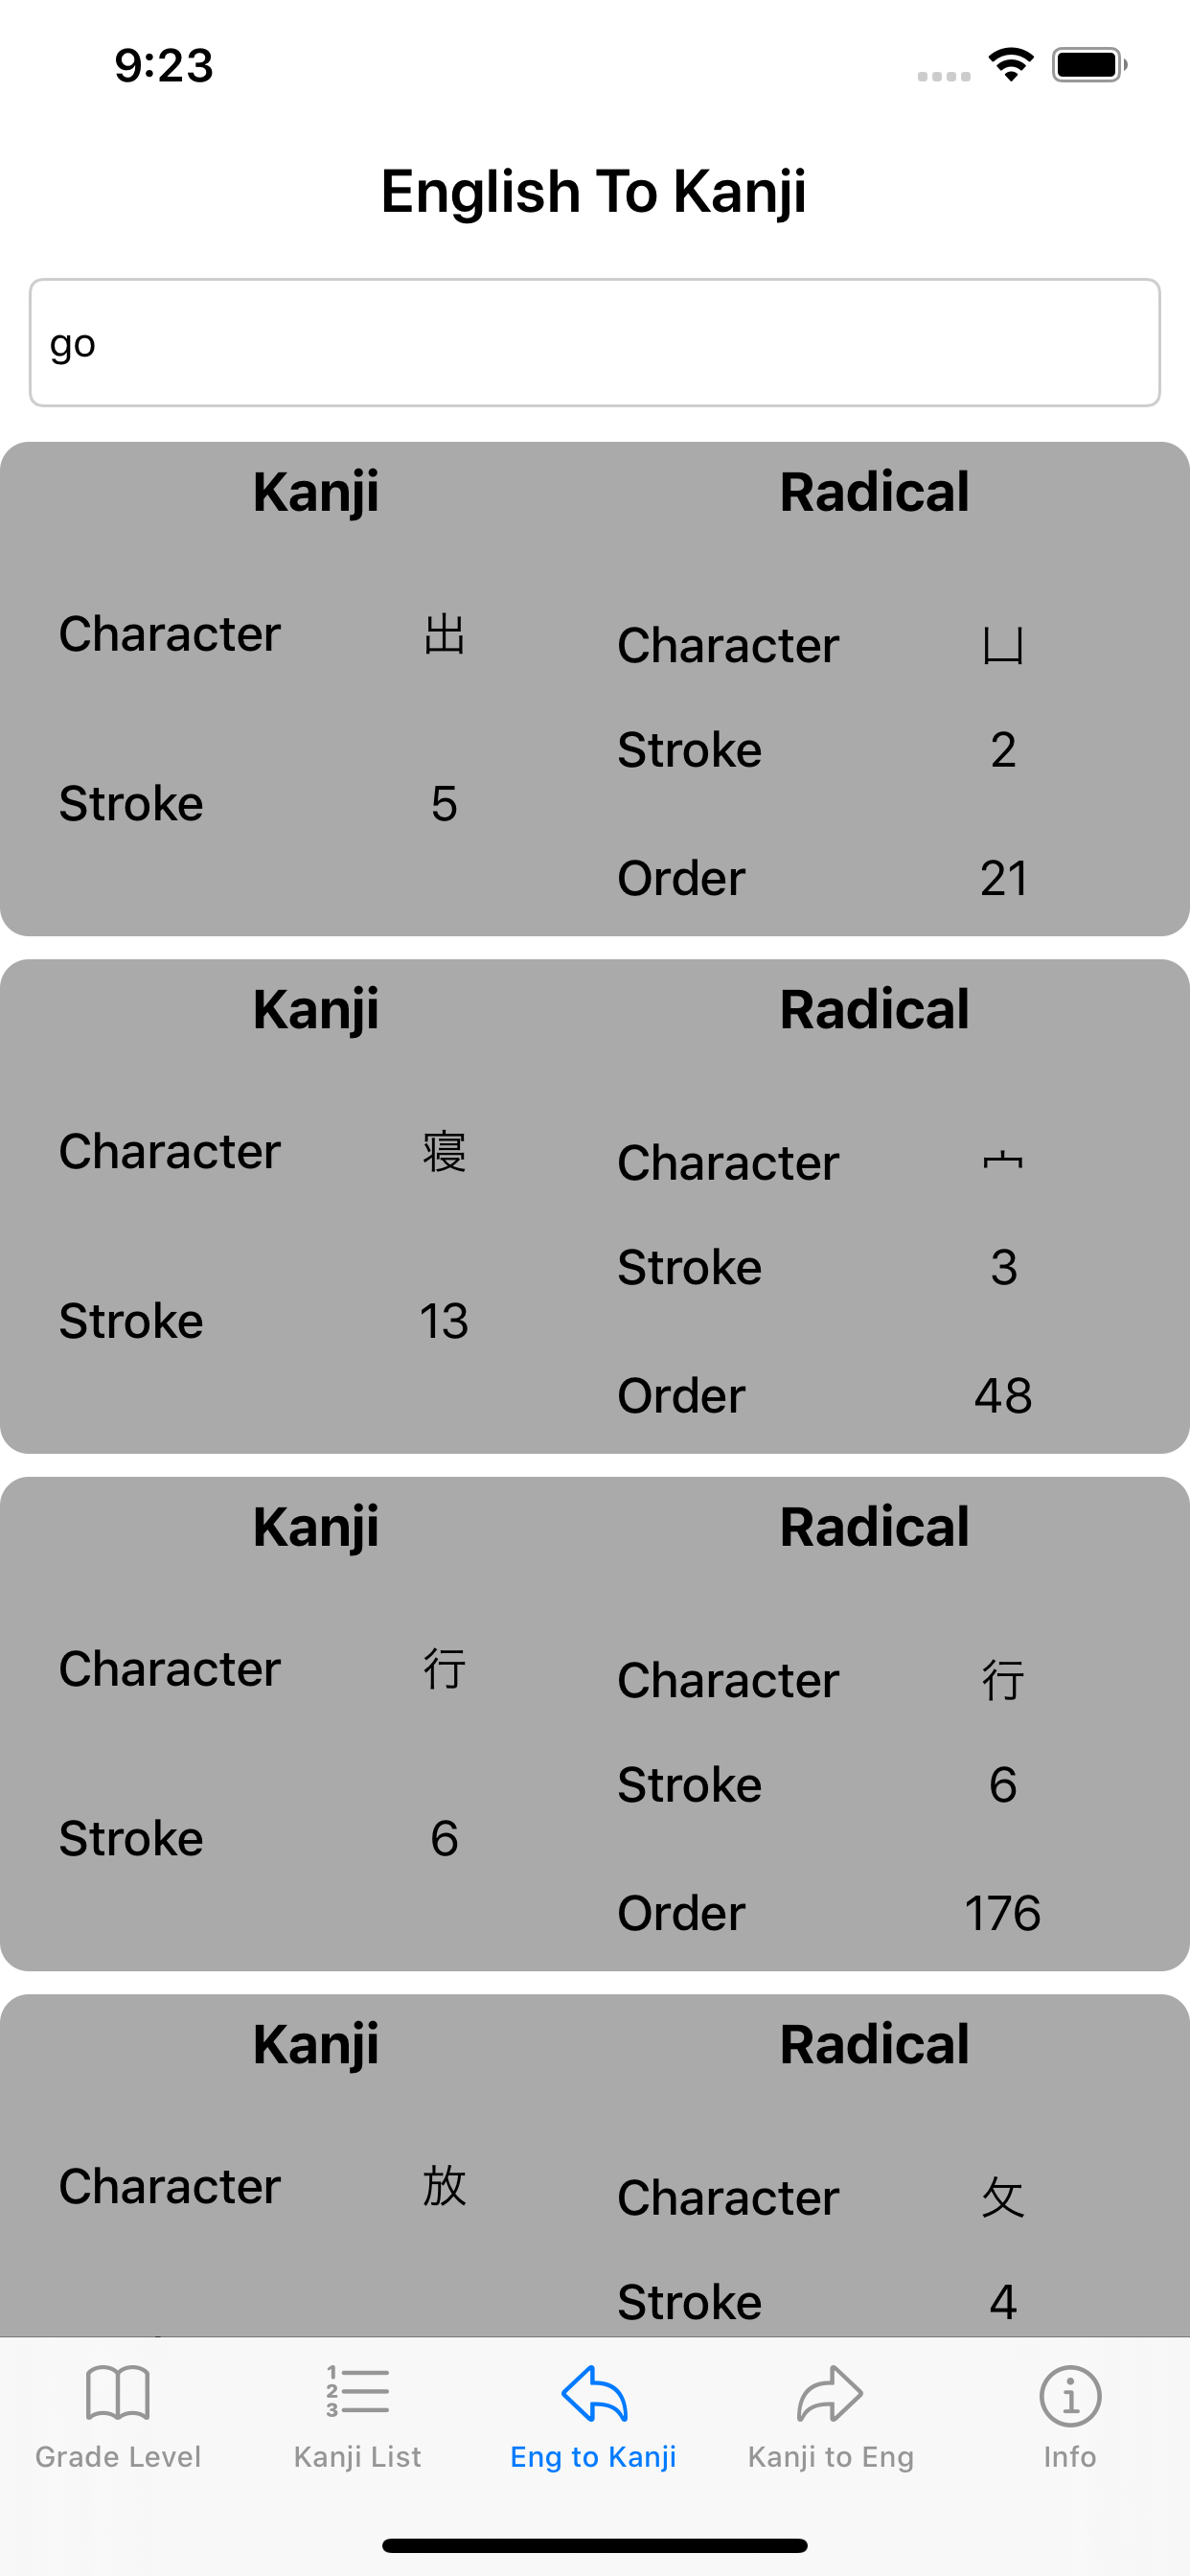 9:23
English To Kanji
go
Kanji Radical
Character 出 Character 凵
Stroke 2
Stroke 5
Order 21
Kanji Radical
Character 寝 Character 宀
Stroke 3
Stroke 13
Order 48
Kanji Radical
Character 行 Character 行
Stroke 6
Stroke 6
Order 176
Kanji Radical
Character 放 Character 攵
Stroke 4
Grade Level Kanji List Eng to Kanji Kanji to Eng Info